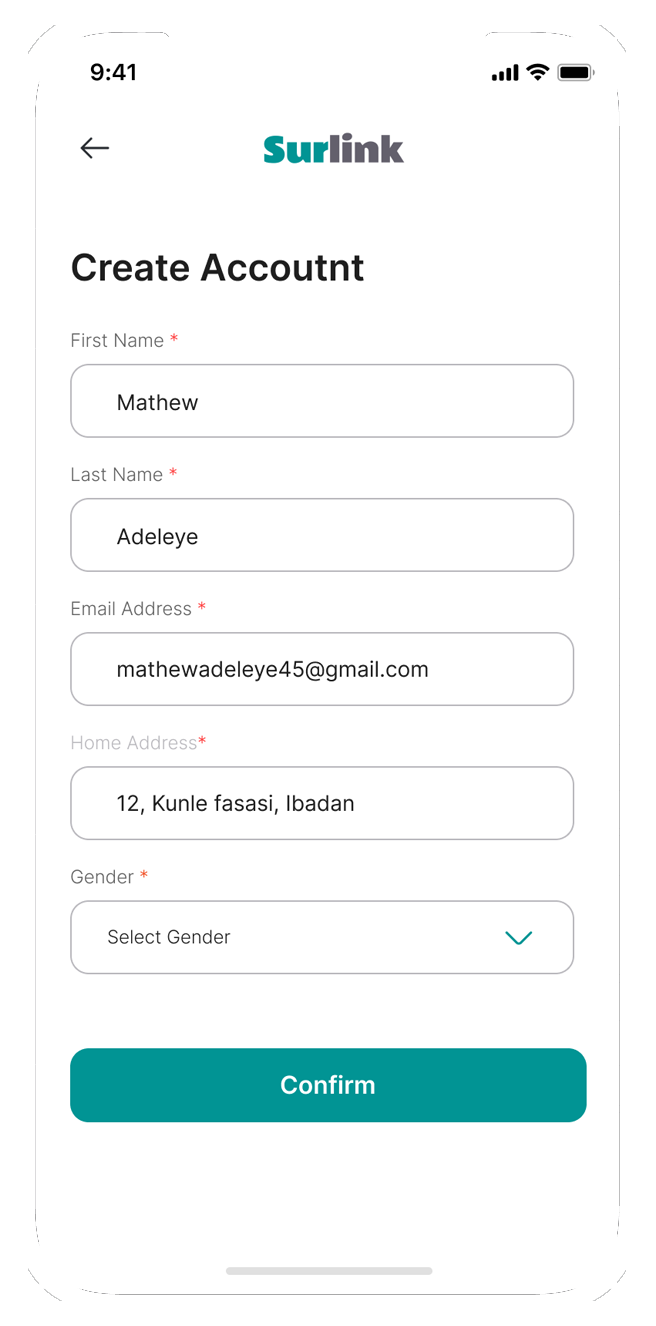 9:41
Surlink
Create Accoutnt
First Name *
Mathew
Last Name *
Adeleye
Email Address *
mathewadeleye45@gmail.com
Home Address*
12, Kunle fasasi, Ibadan
Gender *
Select Gender
Confirm